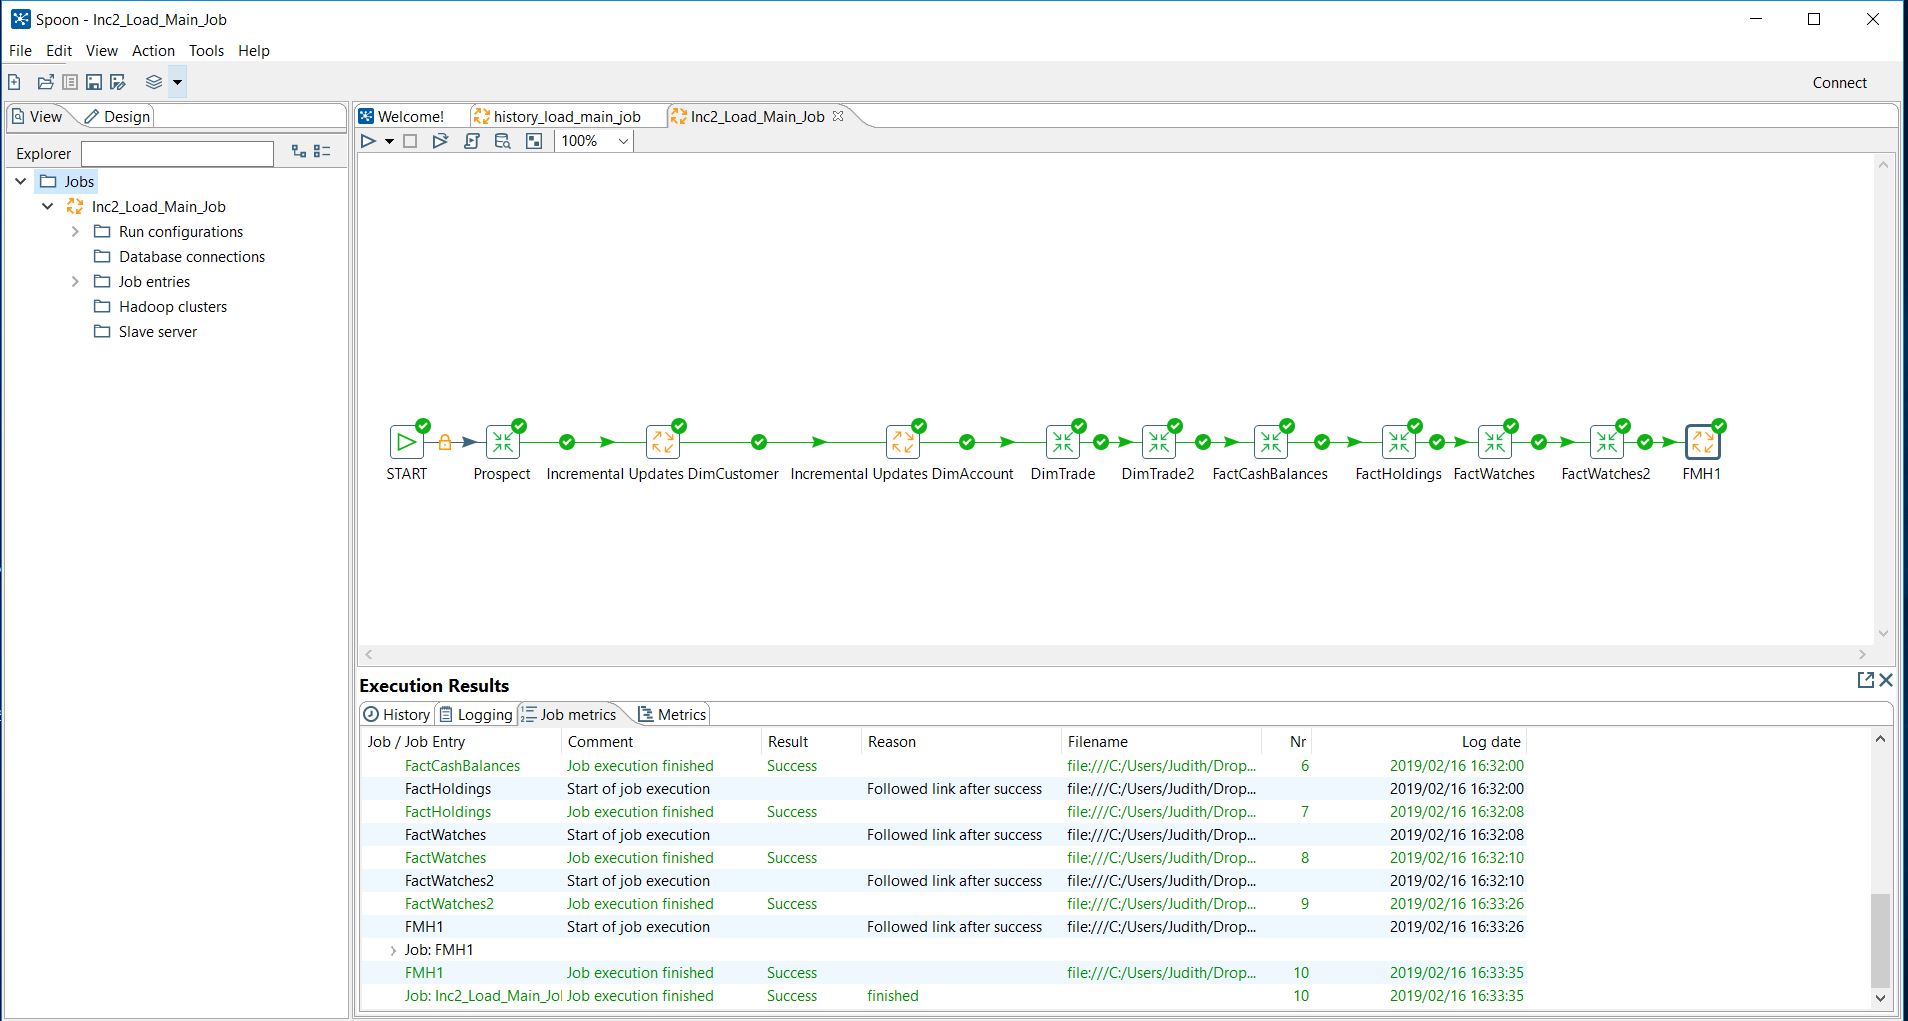 Spoon - Inc2_Load_Main_Job
File Edit View Action Tools Help
Connect
View Design
Welcome! history_load_main_job Inc2_Load_Main_Job
100%
Explorer
Jobs
Inc2_Load_Main_Job
Run configurations
Database connections
Job entries
Hadoop clusters
Slave server
START Prospect Incremental Updates DimCustomer Incremental Updates DimAccount DimTrade DimTrade2 FactCashBalances FactHoldings FactWatches FactWatches2 FMH1
Execution Results
History Logging Job metrics Metrics
Job / Job Entry Comment Result Reason Filename Nr Log date
FactCashBalances Job execution finished Success file:///C:/Users/Judith/Drop... 6 2019/02/16 16:32:00
FactHoldings Start of job execution Followed link after success file:///C:/Users/Judith/Drop... 2019/02/16 16:32:00
FactHoldings Job execution finished Success file:///C:/Users/Judith/Drop... 7 2019/02/16 16:32:08
FactWatches Start of job execution Followed link after success file:///C:/Users/Judith/Drop... 2019/02/16 16:32:08
FactWatches Job execution finished Success file:///C:/Users/Judith/Drop... 8 2019/02/16 16:32:10
FactWatches2 Start of job execution Followed link after success file:///C:/Users/Judith/Drop... 2019/02/16 16:32:10
FactWatches2 Job execution finished Success file:///C:/Users/Judith/Drop... 9 2019/02/16 16:33:26
FMH1 Start of job execution Followed link after success file:///C:/Users/Judith/Drop... 2019/02/16 16:33:26
Job: FMH1
FMH1 Job execution finished Success file:///C:/Users/Judith/Drop... 10 2019/02/16 16:33:35
Job: Inc2_Load_Main_Jo Job execution finished Success finished 10 2019/02/16 16:33:35